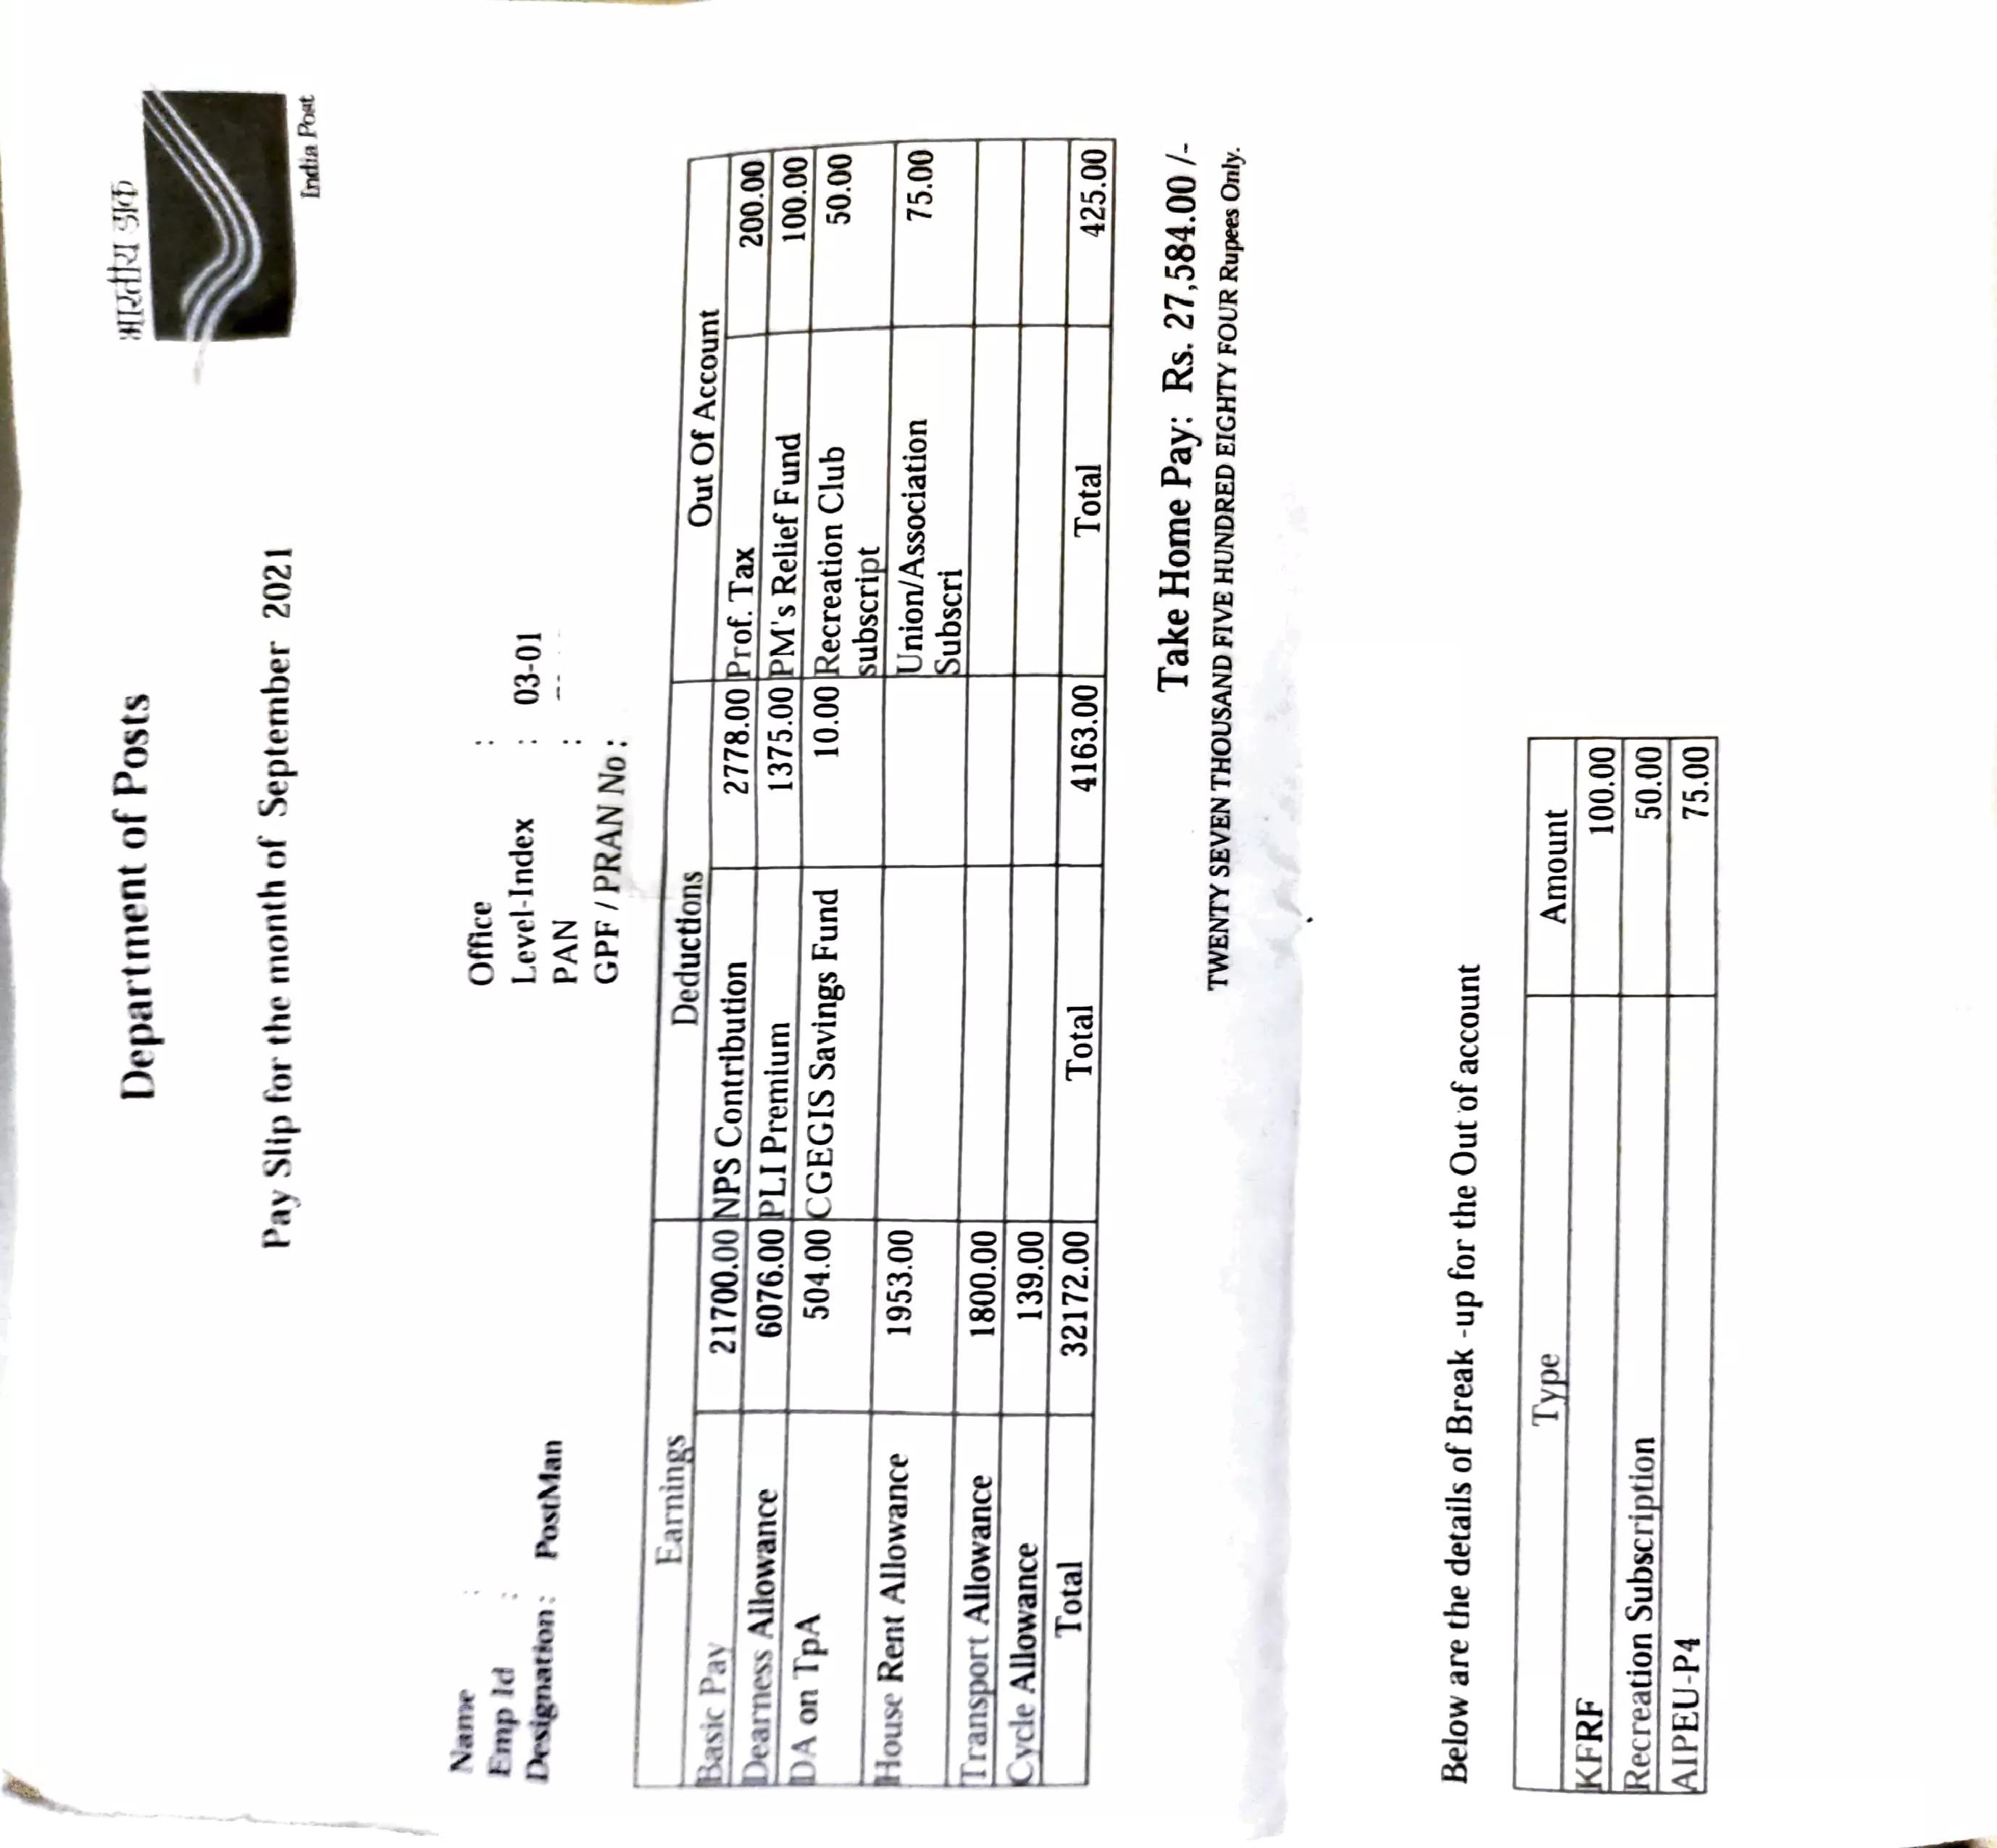 भारतीय डाक
India Post
Department of Posts
Pay Slip for the month of September 2021
Name :
Emp Id :
Designation: PostMan
Office :
Level-Index : 03-01
PAN :
GPF / PRAN No :
Earnings Deductions Out Of Account
Basic Pay 21700.00 NPS Contribution 2778.00 Prof. Tax 200.00
Dearness Allowance 6076.00 PLI Premium 1375.00 PM's Relief Fund 100.00
DA on TpA 504.00 CGEGIS Savings Fund 10.00 Recreation Club 50.00
subscript
House Rent Allowance 1953.00 Union/Association 75.00
Subscri
Transport Allowance 1800.00
Cycle Allowance 139.00
Total 32172.00 Total 4163.00 Total 425.00
Take Home Pay: Rs. 27,584.00 /-
TWENTY SEVEN THOUSAND FIVE HUNDRED EIGHTY FOUR Rupees Only.
Below are the details of Break -up for the Out of account
Type Amount
KFRF 100.00
Recreation Subscription 50.00
AIPEU-P4 75.00